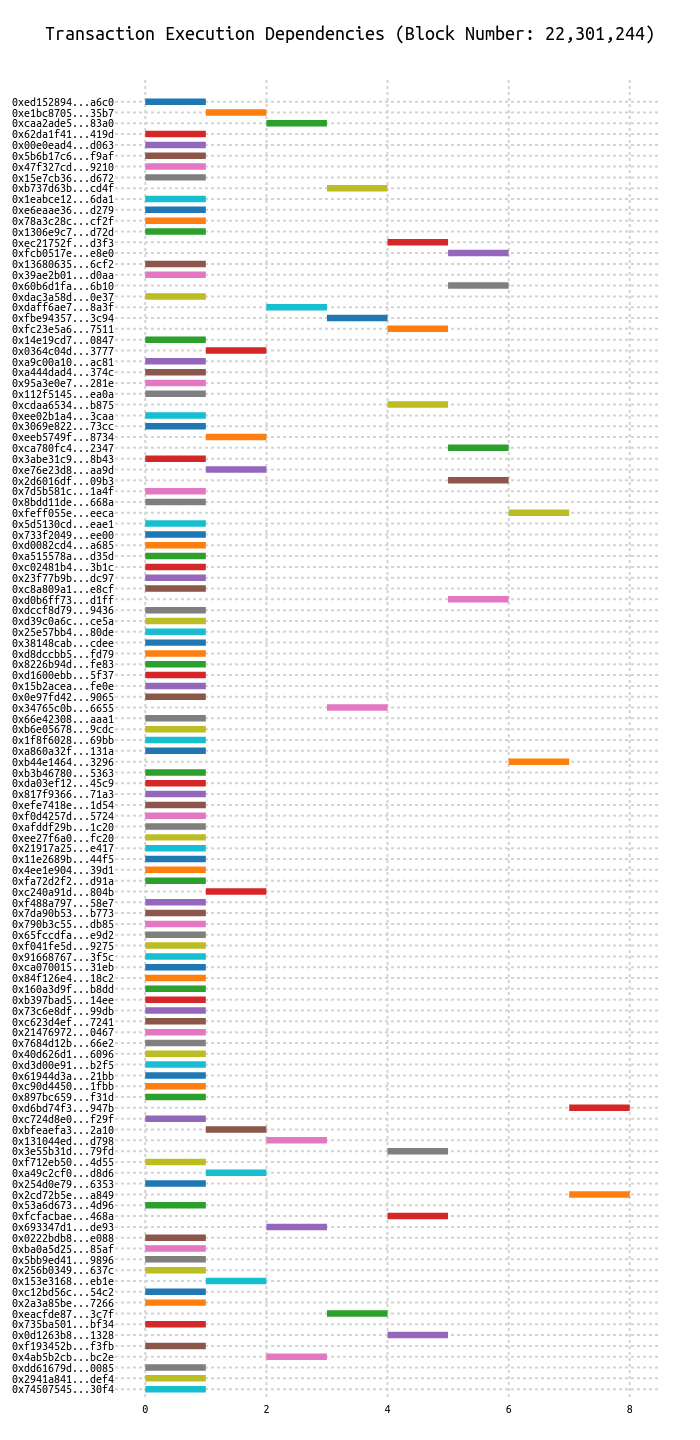 Transaction Execution Dependencies (Block Number: 22,301,244)
0xed152894...a6c0
0xe1bc8705...35b7
0xcaa2ade5...83a0
0x62da1f41...419d
0x00e0ead4...d063
0x5b6b17c6...f9af
0x47f327cd...9210
0x15e7cb36...d672
0xb737d63b...cd4f
0x1eabce12...6da1
0xe6eaae36...d279
0x78a3c28c...cf2f
0x1306e9c7...d72d
0xec21752f...d3f3
0xfcb0517e...e8e0
0x13680635...6cf2
0x39ae2b01...d0aa
0x60b6d1fa...6b10
0xdac3a58d...0e37
0xdaff6ae7...8a3f
0xfbe94357...3c94
0xfc23e5a6...7511
0x14e19cd7...0847
0x0364c04d...3777
0xa9c00a10...ac81
0xa444dad4...374c
0x95a3e0e7...281e
0x112f5145...ea0a
0xcdaa6534...b875
0xee02b1a4...3caa
0x3069e822...73cc
0xeeb5749f...8734
0xca780fc4...2347
0x3abe31c9...8b43
0xe76e23d8...aa9d
0x2d6016df...09b3
0x7d5b581c...1a4f
0x8bdd11de...668a
0xfeff055e...eeca
0x5d5130cd...eae1
0x733f2049...ee00
0xd0082cd4...a685
0xa515578a...d35d
0xc02481b4...3b1c
0x23f77b9b...dc97
0xc8a809a1...e8cf
0xd0b6ff73...d1ff
0xdccf8d79...9436
0xd39c0a6c...ce5a
0x25e57bb4...80de
0x38148cab...cdee
0xd8dccbb5...fd79
0x8226b94d...fe83
0xd1600ebb...5f37
0x15b2acea...fe0e
0x0e97fd42...9065
0x34765c0b...6655
0x66e42308...aaa1
0xb6e05678...9cdc
0x1f8f6028...69bb
0xa860a32f...131a
0xb44e1464...3296
0xb3b46780...5363
0xda03ef12...45c9
0x817f9366...71a3
0xefe7418e...1d54
0xf0d4257d...5724
0xafddf29b...1c20
0xee27f6a0...fc20
0x21917a25...e417
0x11e2689b...44f5
0x4ee1e904...39d1
0xfa72d2f2...d91a
0xc240a91d...804b
0xf488a797...58e7
0x7da90b53...b773
0x790b3c55...db85
0x65fccdfa...e9d2
0xf041fe5d...9275
0x91668767...3f5c
0xca070015...31eb
0x84f126e4...18c2
0x160a3d9f...b8dd
0xb397bad5...14ee
0x73c6e8df...99db
0xc623d4ef...7241
0x21476972...0467
0x7684d12b...66e2
0x40d626d1...6096
0xd3d00e91...b2f5
0x61944d3a...21bb
0xc90d4450...1fbb
0x897bc659...f31d
0xd6bd74f3...947b
0xc724d8e0...f29f
0xbfeaefa3...2a10
0x131044ed...d798
0x3e55b31d...79fd
0xf712eb50...4d55
0xa49c2cf0...d8d6
0x254d0e79...6353
0x2cd72b5e...a849
0x53a6d673...4d96
0xfcfacbae...468a
0x693347d1...de93
0x0222bdb8...e088
0xba0a5d25...85af
0x5bb9ed41...9896
0x256b0349...637c
0x153e3168...eb1e
0xc12bd56c...54c2
0x2a3a85be...7266
0xeacfde87...3c7f
0x735ba501...bf34
0x0d1263b8...1328
0xf193452b...f3fb
0x4ab5b2cb...bc2e
0xdd61679d...0085
0x2941a841...def4
0x74507545...30f4
0 2 4 6 8